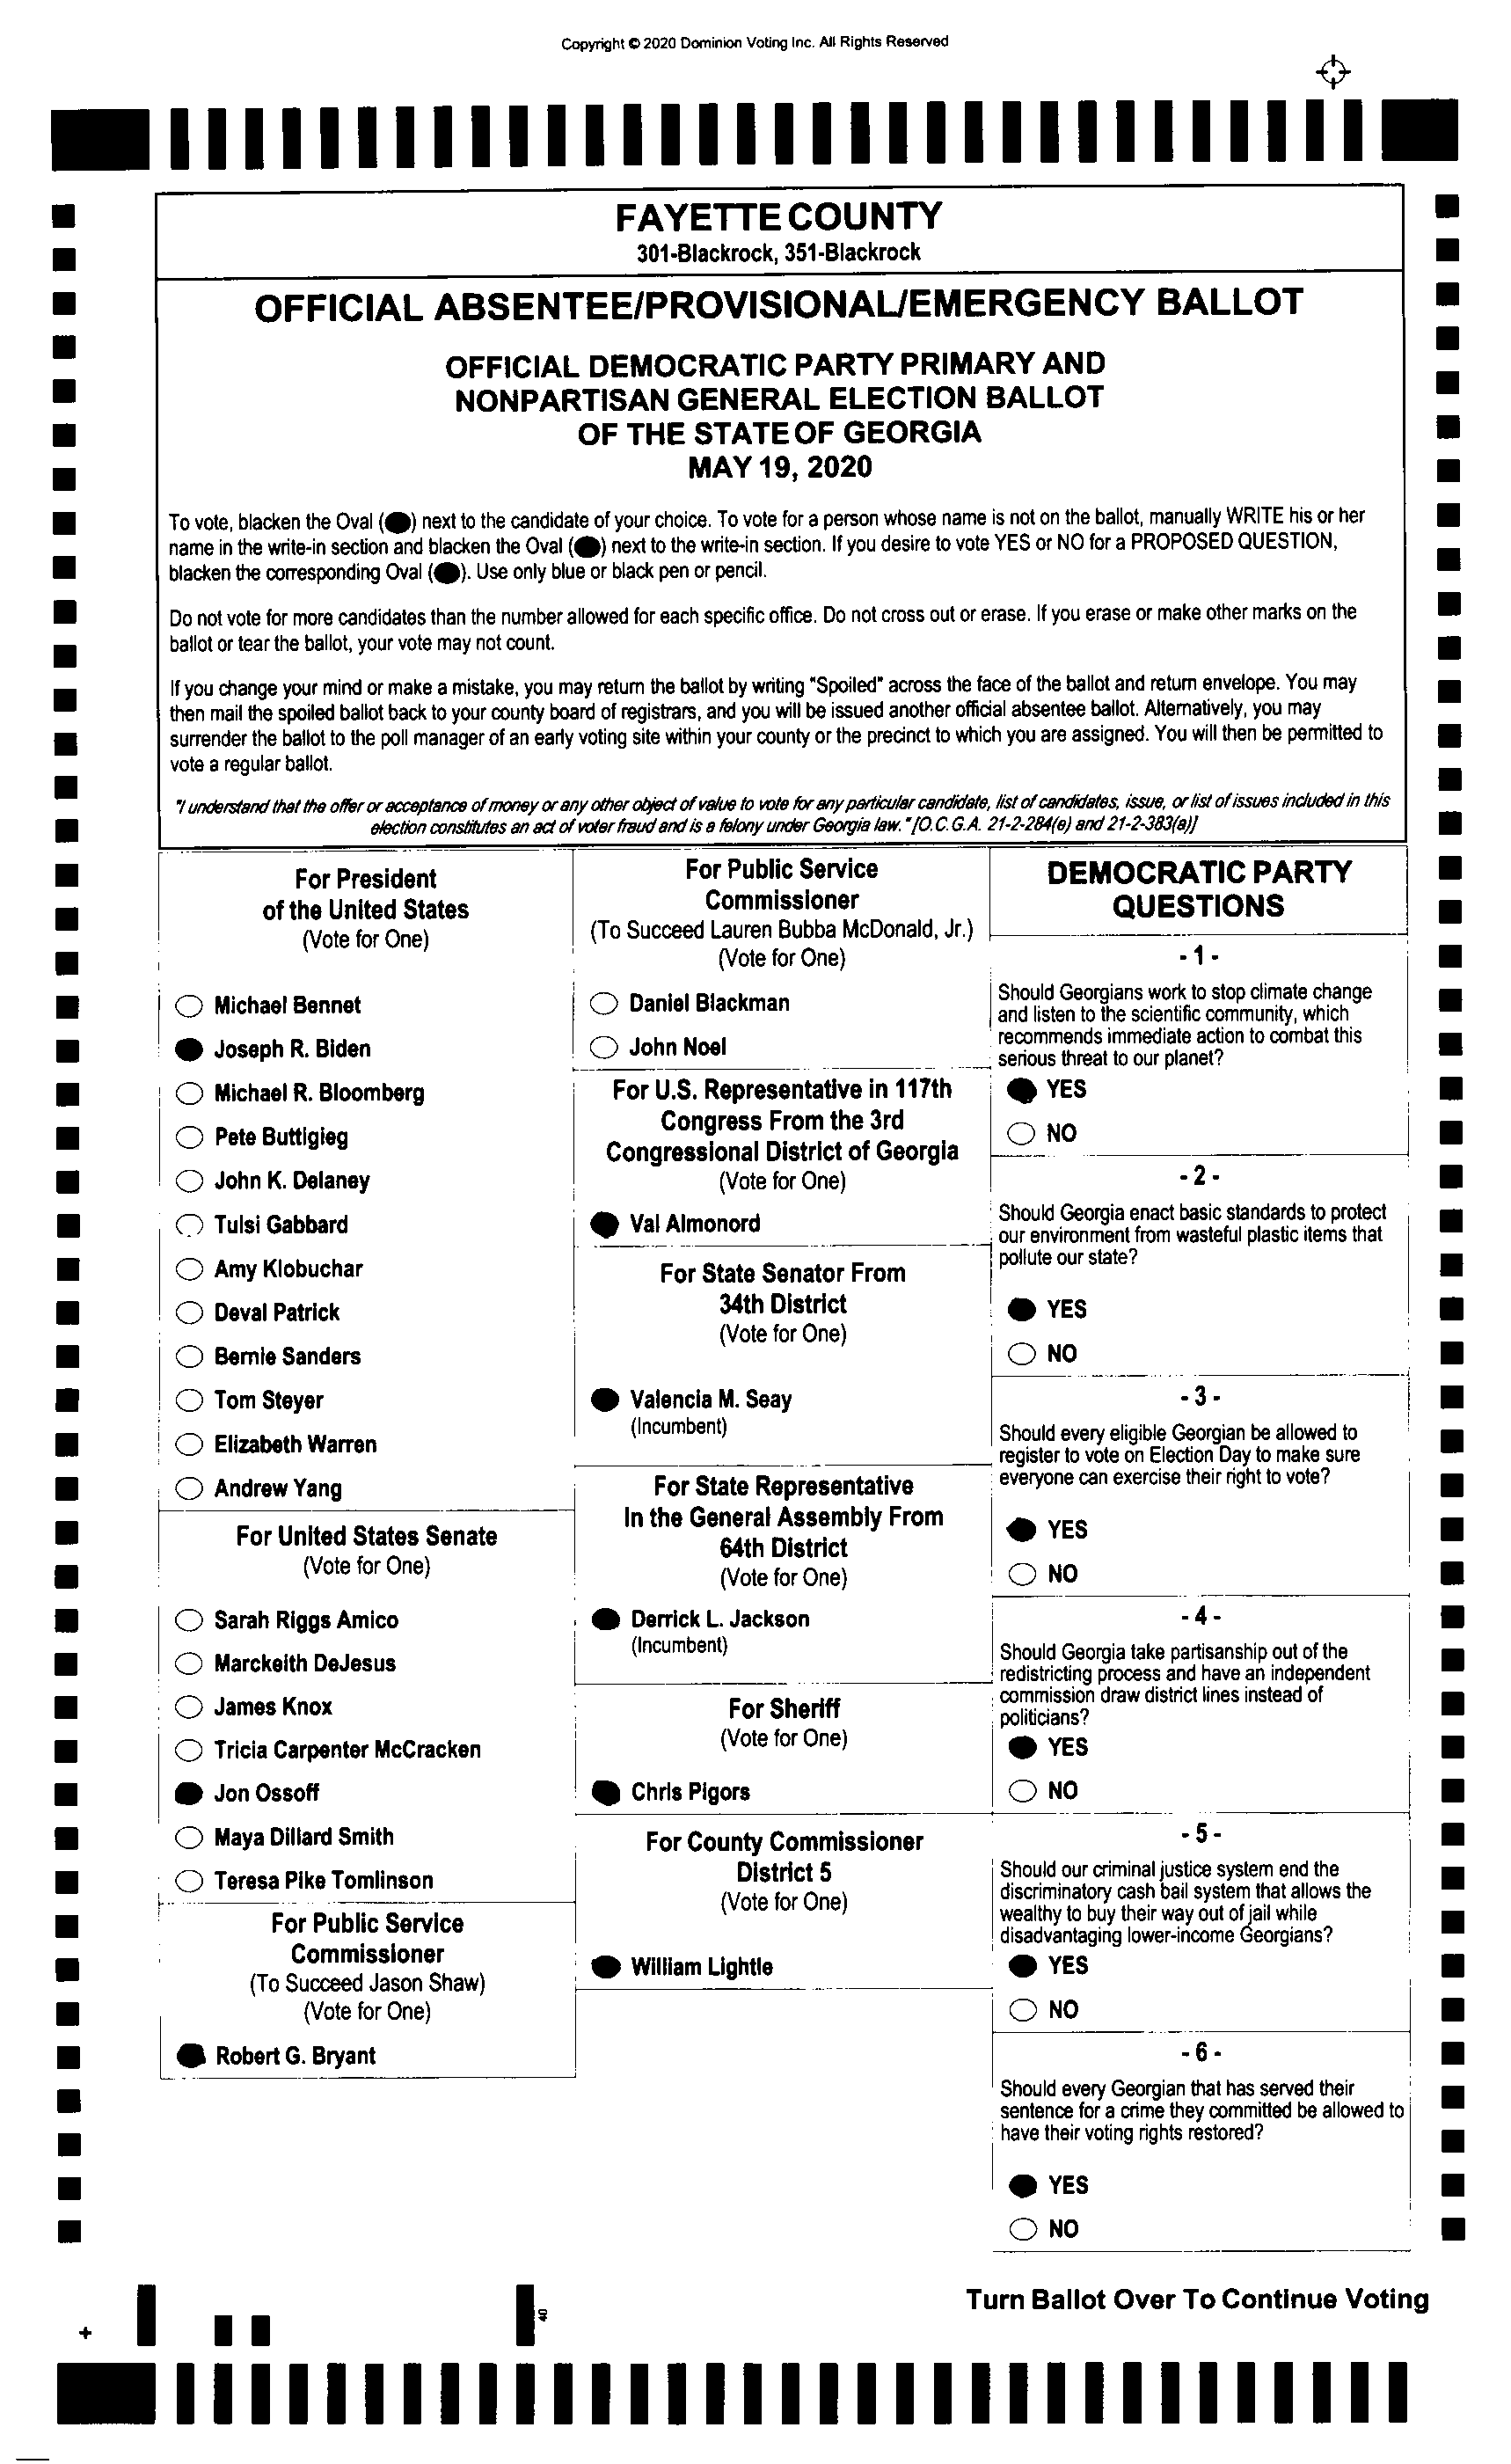 Copyright © 2020 Dominion Voting Inc. All Rights Reserved
FAYETTE COUNTY
301-Blackrock, 351-Blackrock
OFFICIAL ABSENTEE/PROVISIONAL/EMERGENCY BALLOT
OFFICIAL DEMOCRATIC PARTY PRIMARY AND
NONPARTISAN GENERAL ELECTION BALLOT
OF THE STATE OF GEORGIA
MAY 19, 2020
To vote, blacken the Oval (●) next to the candidate of your choice. To vote for a person whose name is not on the ballot, manually WRITE his or her
name in the write-in section and blacken the Oval (●) next to the write-in section. If you desire to vote YES or NO for a PROPOSED QUESTION,
blacken the corresponding Oval (●). Use only blue or black pen or pencil.
Do not vote for more candidates than the number allowed for each specific office. Do not cross out or erase. If you erase or make other marks on the
ballot or tear the ballot, your vote may not count.
If you change your mind or make a mistake, you may return the ballot by writing "Spoiled" across the face of the ballot and return envelope. You may
then mail the spoiled ballot back to your county board of registrars, and you will be issued another official absentee ballot. Alternatively, you may
surrender the ballot to the poll manager of an early voting site within your county or the precinct to which you are assigned. You will then be permitted to
vote a regular ballot.
"I understand that the offer or acceptance of money or any other object of value to vote for any particular candidate, list of candidates, issue, or list of issues included in this
election constitutes an act of voter fraud and is a felony under Georgia law." [O.C.G.A. 21-2-284(e) and 21-2-383(a)]
For President
of the United States
(Vote for One)
Michael Bennet
Joseph R. Biden
Michael R. Bloomberg
Pete Buttigieg
John K. Delaney
Tulsi Gabbard
Amy Klobuchar
Deval Patrick
Bernie Sanders
Tom Steyer
Elizabeth Warren
Andrew Yang
For United States Senate
(Vote for One)
Sarah Riggs Amico
Marckeith DeJesus
James Knox
Tricia Carpenter McCracken
Jon Ossoff
Maya Dillard Smith
Teresa Pike Tomlinson
For Public Service
Commissioner
(To Succeed Jason Shaw)
(Vote for One)
Robert G. Bryant
For Public Service
Commissioner
(To Succeed Lauren Bubba McDonald, Jr.)
(Vote for One)
Daniel Blackman
John Noel
For U.S. Representative in 117th
Congress From the 3rd
Congressional District of Georgia
(Vote for One)
Val Almonord
For State Senator From
34th District
(Vote for One)
Valencia M. Seay
(Incumbent)
For State Representative
In the General Assembly From
64th District
(Vote for One)
Derrick L. Jackson
(Incumbent)
For Sheriff
(Vote for One)
Chris Pigors
For County Commissioner
District 5
(Vote for One)
William Lightle
DEMOCRATIC PARTY
QUESTIONS
- 1 -
Should Georgians work to stop climate change
and listen to the scientific community, which
recommends immediate action to combat this
serious threat to our planet?
YES
NO
- 2 -
Should Georgia enact basic standards to protect
our environment from wasteful plastic items that
pollute our state?
YES
NO
- 3 -
Should every eligible Georgian be allowed to
register to vote on Election Day to make sure
everyone can exercise their right to vote?
YES
NO
- 4 -
Should Georgia take partisanship out of the
redistricting process and have an independent
commission draw district lines instead of
politicians?
YES
NO
- 5 -
Should our criminal justice system end the
discriminatory cash bail system that allows the
wealthy to buy their way out of jail while
disadvantaging lower-income Georgians?
YES
NO
- 6 -
Should every Georgian that has served their
sentence for a crime they committed be allowed to
have their voting rights restored?
YES
NO
Turn Ballot Over To Continue Voting
40